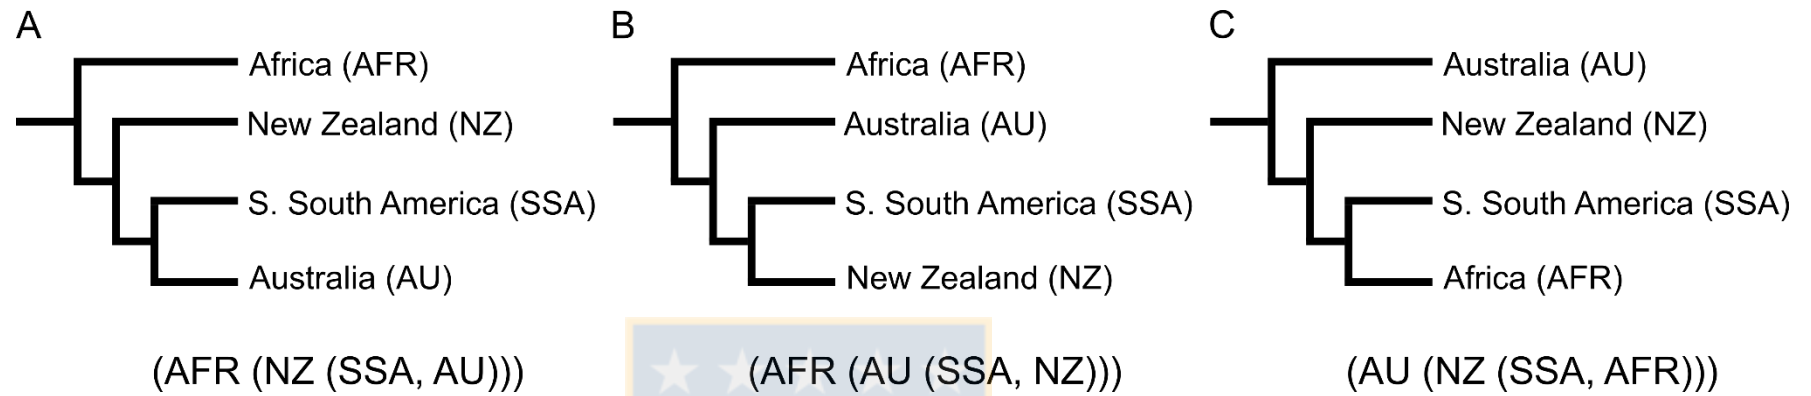 A
Africa (AFR)
New Zealand (NZ)
S. South America (SSA)
Australia (AU)
(AFR (NZ (SSA, AU)))
B
Africa (AFR)
Australia (AU)
S. South America (SSA)
New Zealand (NZ)
(AFR (AU (SSA, NZ)))
C
Australia (AU)
New Zealand (NZ)
S. South America (SSA)
Africa (AFR)
(AU (NZ (SSA, AFR)))